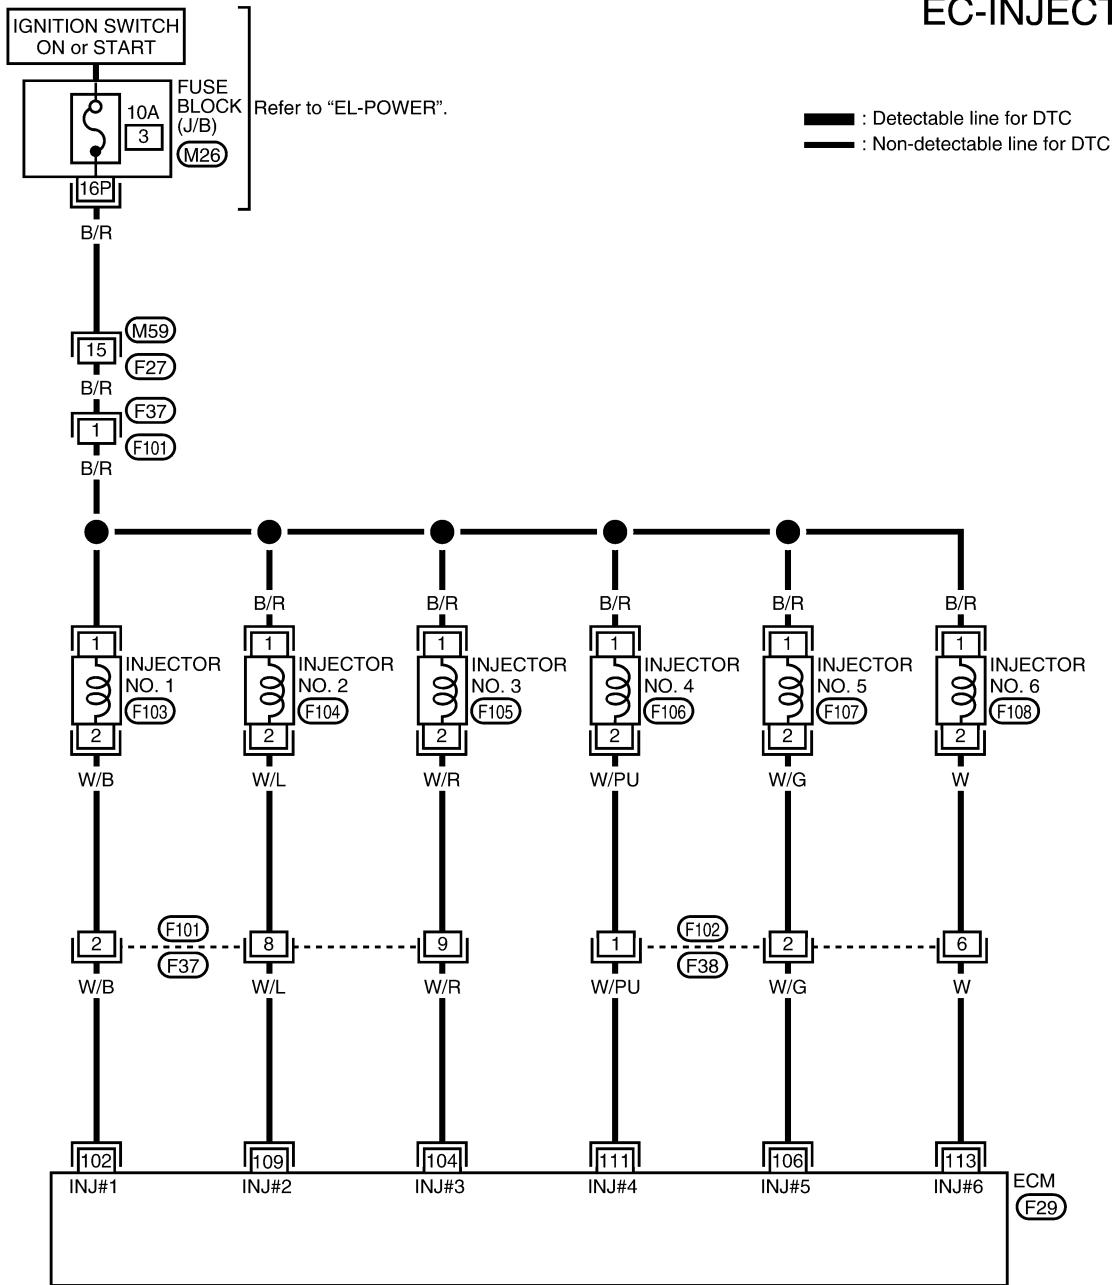 EC-INJECT
IGNITION SWITCH
ON or START
FUSE
BLOCK
(J/B)
M26
10A
3
16P
Refer to “EL-POWER”.
: Detectable line for DTC
: Non-detectable line for DTC
B/R
M59
15
F27
B/R
F37
1
F101
B/R
B/R B/R B/R B/R B/R
1 1 1 1 1 1
INJECTOR
NO. 1
F103
INJECTOR
NO. 2
F104
INJECTOR
NO. 3
F105
INJECTOR
NO. 4
F106
INJECTOR
NO. 5
F107
INJECTOR
NO. 6
F108
2 2 2 2 2 2
W/B W/L W/R W/PU W/G W
F101 F102
2 8 9 1 2 6
F37 F38
W/B W/L W/R W/PU W/G W
102 109 104 111 106 113
INJ#1 INJ#2 INJ#3 INJ#4 INJ#5 INJ#6
ECM
F29